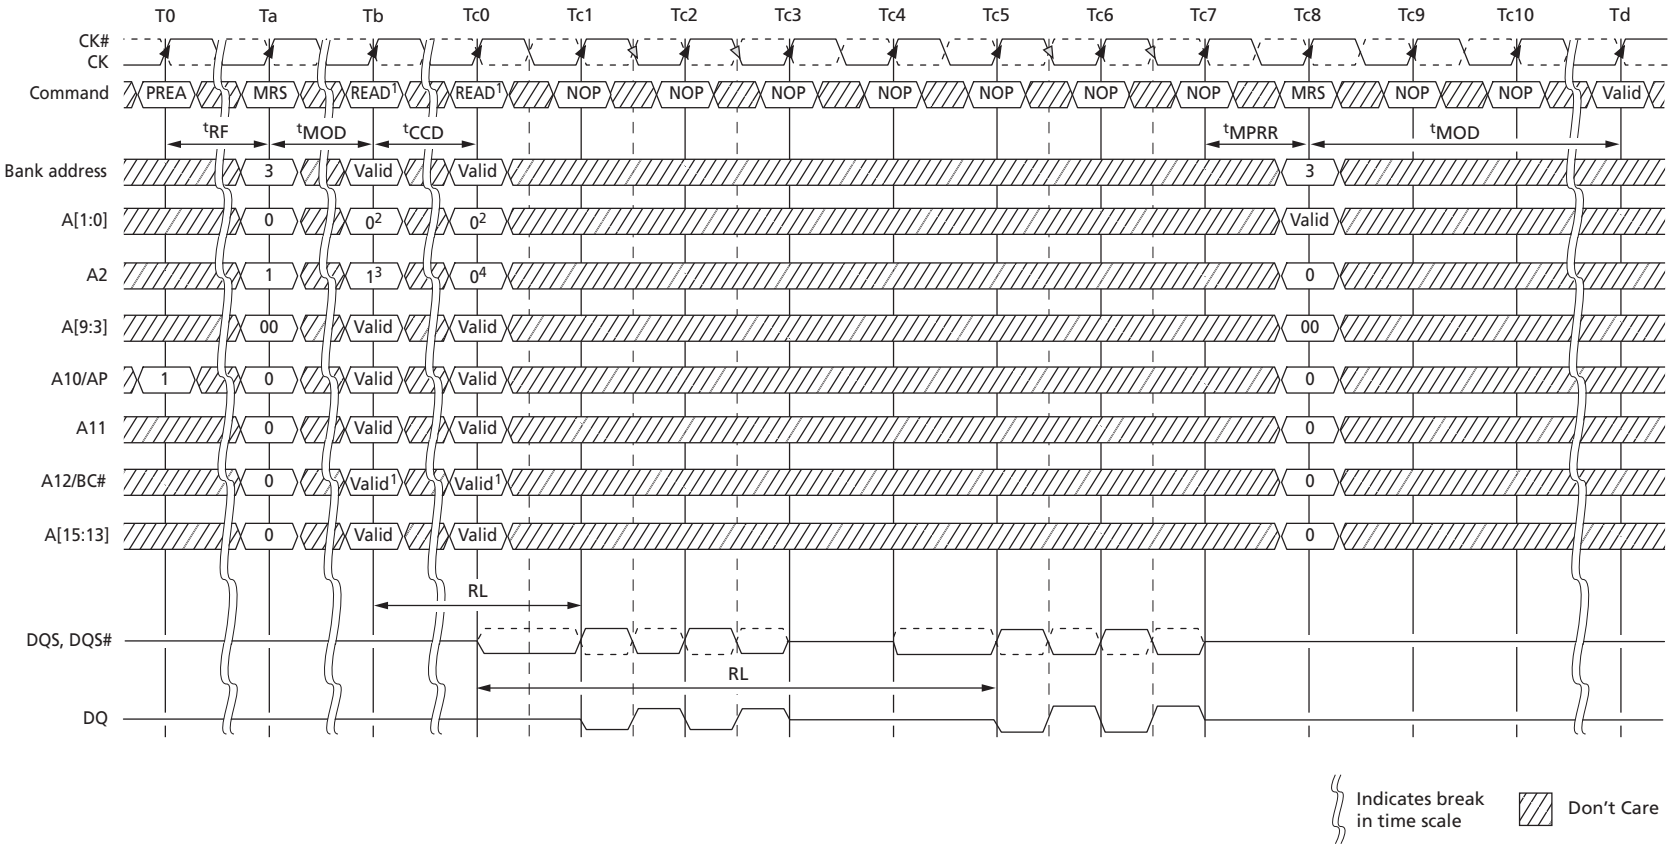 T0 Ta Tb Tc0 Tc1 Tc2 Tc3 Tc4 Tc5 Tc6 Tc7 Tc8 Tc9 Tc10 Td
CK#
CK
Command PREA MRS READ1 READ1 NOP NOP NOP NOP NOP NOP NOP MRS NOP NOP Valid
tRF tMOD tCCD tMPRR tMOD
Bank address 3 Valid Valid 3
A[1:0] 0 02 02 Valid
A2 1 13 04 0
A[9:3] 00 Valid Valid 00
A10/AP 1 0 Valid Valid 0
A11 0 Valid Valid 0
A12/BC# 0 Valid1 Valid1 0
A[15:13] 0 Valid Valid 0
RL
DQS, DQS#
RL
DQ
Indicates break
in time scale
Don't Care